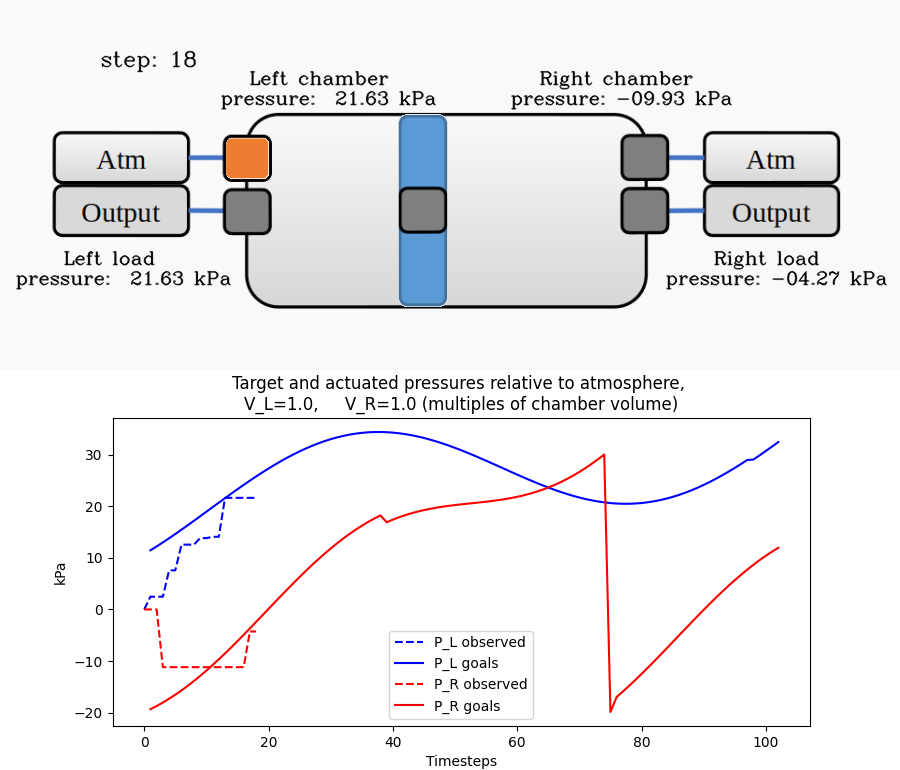 step: 18
Left chamber
pressure:  21.63 kPa
Right chamber
pressure: −09.93 kPa
Atm
Output
Atm
Output
Left load
pressure:  21.63 kPa
Right load
pressure: −04.27 kPa
Target and actuated pressures relative to atmosphere,
V_L=1.0,     V_R=1.0 (multiples of chamber volume)
30
20
10
0
−10
−20
kPa
P_L observed
P_L goals
P_R observed
P_R goals
0 20 40 60 80 100
Timesteps